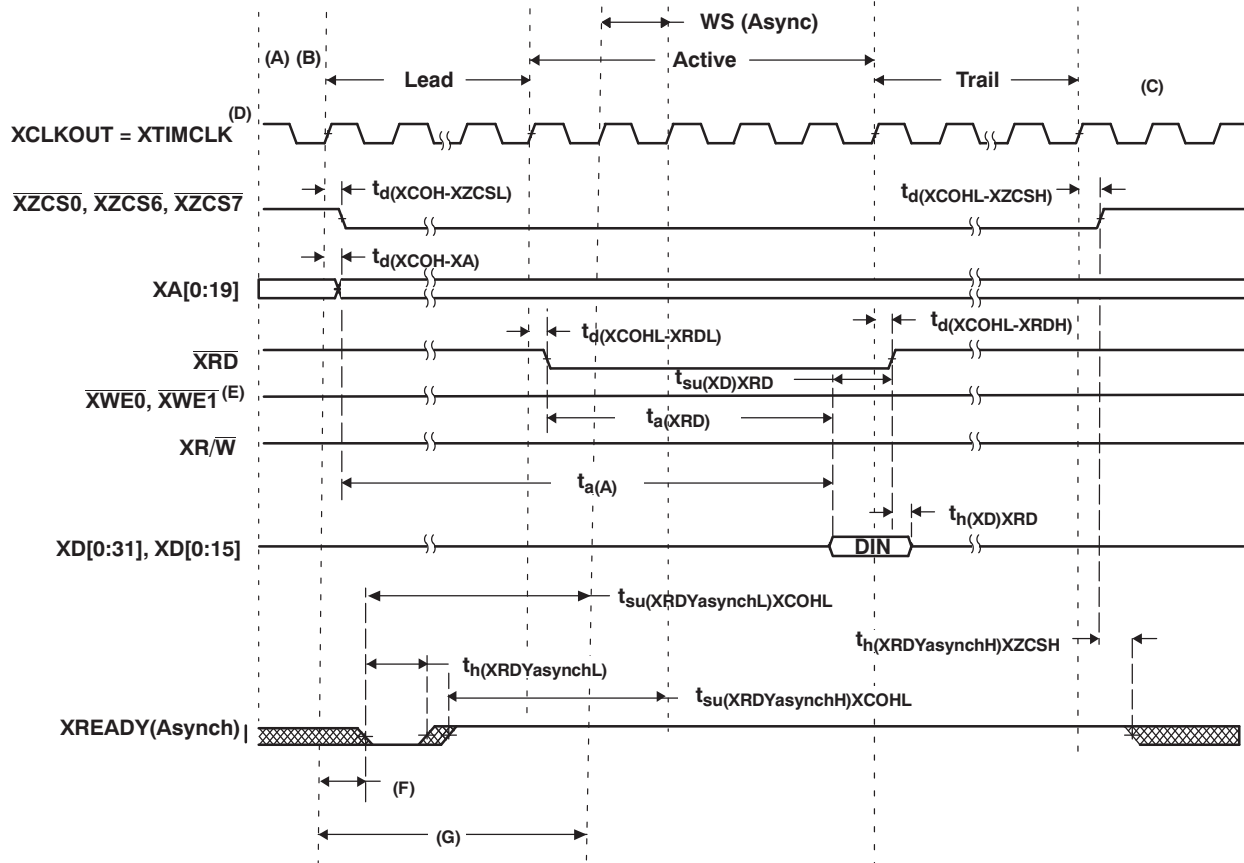 WS (Async)
(A) (B)
Active
Lead
Trail
(C)
(D)
XCLKOUT = XTIMCLK
td(XCOH-XZCSL)
td(XCOHL-XZCSH)
XZCS0, XZCS6, XZCS7
td(XCOH-XA)
XA[0:19]
td(XCOHL-XRDL)
td(XCOHL-XRDH)
XRD
tsu(XD)XRD
XWE0, XWE1 (E)
ta(XRD)
XR/W
ta(A)
th(XD)XRD
XD[0:31], XD[0:15]
DIN
tsu(XRDYasynchL)XCOHL
th(XRDYasynchH)XZCSH
th(XRDYasynchL)
tsu(XRDYasynchH)XCOHL
XREADY(Asynch)
(F)
(G)